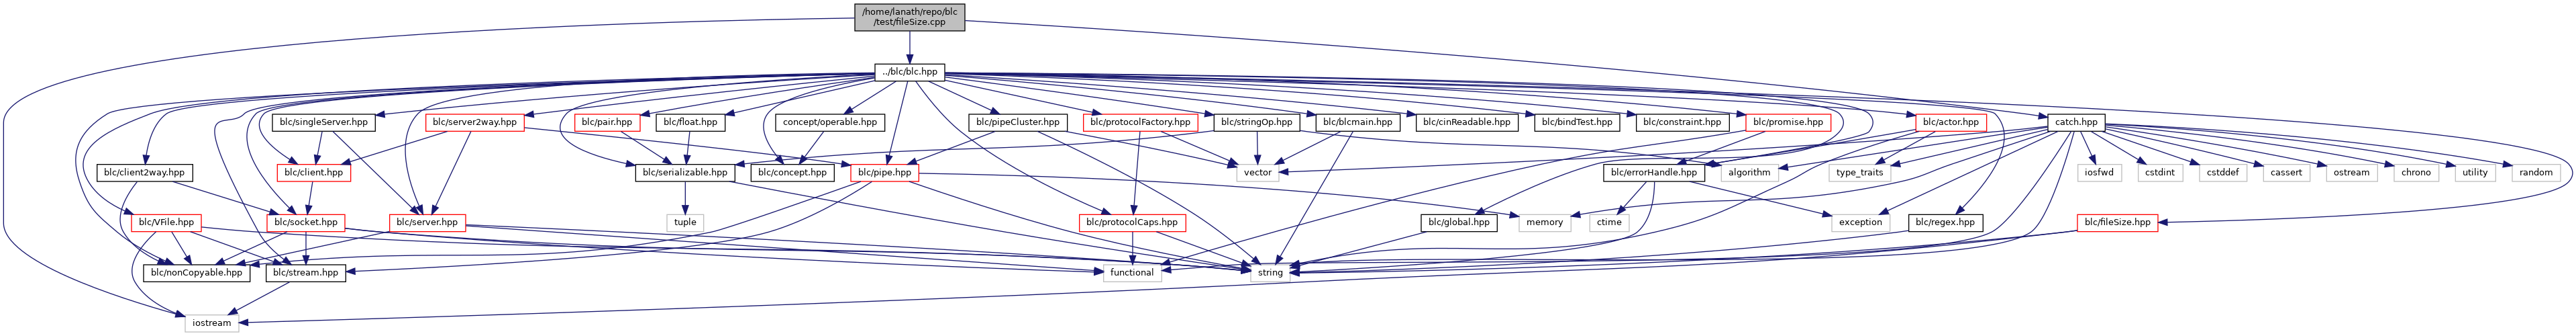 /home/lanath/repo/blc
/test/fileSize.cpp
../blc/blc.hpp
blc/singleServer.hpp
blc/server2way.hpp
blc/pair.hpp
blc/float.hpp
concept/operable.hpp
blc/pipeCluster.hpp
blc/protocolFactory.hpp
blc/stringOp.hpp
blc/blcmain.hpp
blc/cinReadable.hpp
blc/bindTest.hpp
blc/constraint.hpp
blc/promise.hpp
blc/actor.hpp
catch.hpp
blc/client2way.hpp
blc/client.hpp
blc/serializable.hpp
blc/concept.hpp
blc/pipe.hpp
vector
algorithm
type_traits
blc/errorHandle.hpp
iosfwd
cstdint
cstddef
cassert
ostream
chrono
utility
random
blc/VFile.hpp
blc/socket.hpp
blc/server.hpp
tuple
blc/protocolCaps.hpp
blc/global.hpp
memory
ctime
exception
blc/regex.hpp
blc/fileSize.hpp
blc/nonCopyable.hpp
blc/stream.hpp
functional
string
iostream